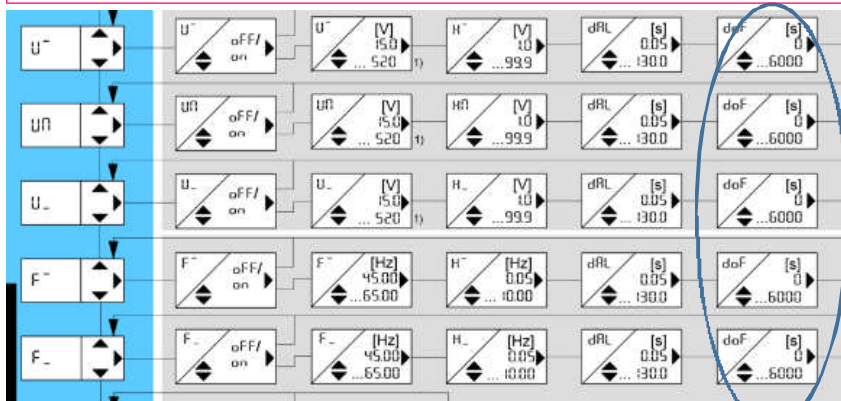 U‾
U‾ oFF/ on
U‾ [V] 15.0 ... 520 1)
H‾ [V] 1.0 ...99.9
dAL [s] 0.05 ...130.0
doF [s] 0 ...6000
Un
Un oFF/ on
Un [V] 15.0 ... 520 1)
Hn [V] 1.0 ...99.9
dAL [s] 0.05 ...130.0
doF [s] 0 ...6000
U_
U_ oFF/ on
U_ [V] 15.0 ... 520 1)
H_ [V] 1.0 ...99.9
dAL [s] 0.05 ...130.0
doF [s] 0 ...6000
F‾
F‾ oFF/ on
F‾ [Hz] 45.00 ...65.00
H‾ [Hz] 0.05 ... 10.00
dAL [s] 0.05 ...130.0
doF [s] 0 ...6000
F_
F_ oFF/ on
F_ [Hz] 45.00 ...65.00
H_ [Hz] 0.05 ... 10.00
dAL [s] 0.05 ...130.0
doF [s] 0 ...6000